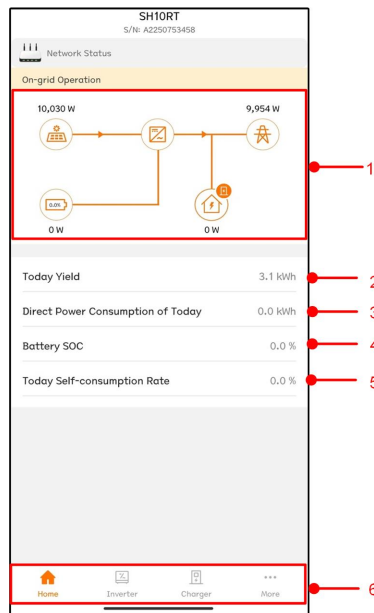 SH10RT
S/N: A2250753458
Network Status
On-grid Operation
10,030 W 9,954 W
1
0.0%
0 W 0 W
Today Yield 3.1 kWh 2
Direct Power Consumption of Today 0.0 kWh 3
Battery SOC 0.0 % 4
Today Self-consumption Rate 0.0 % 5
Home Inverter Charger More 6